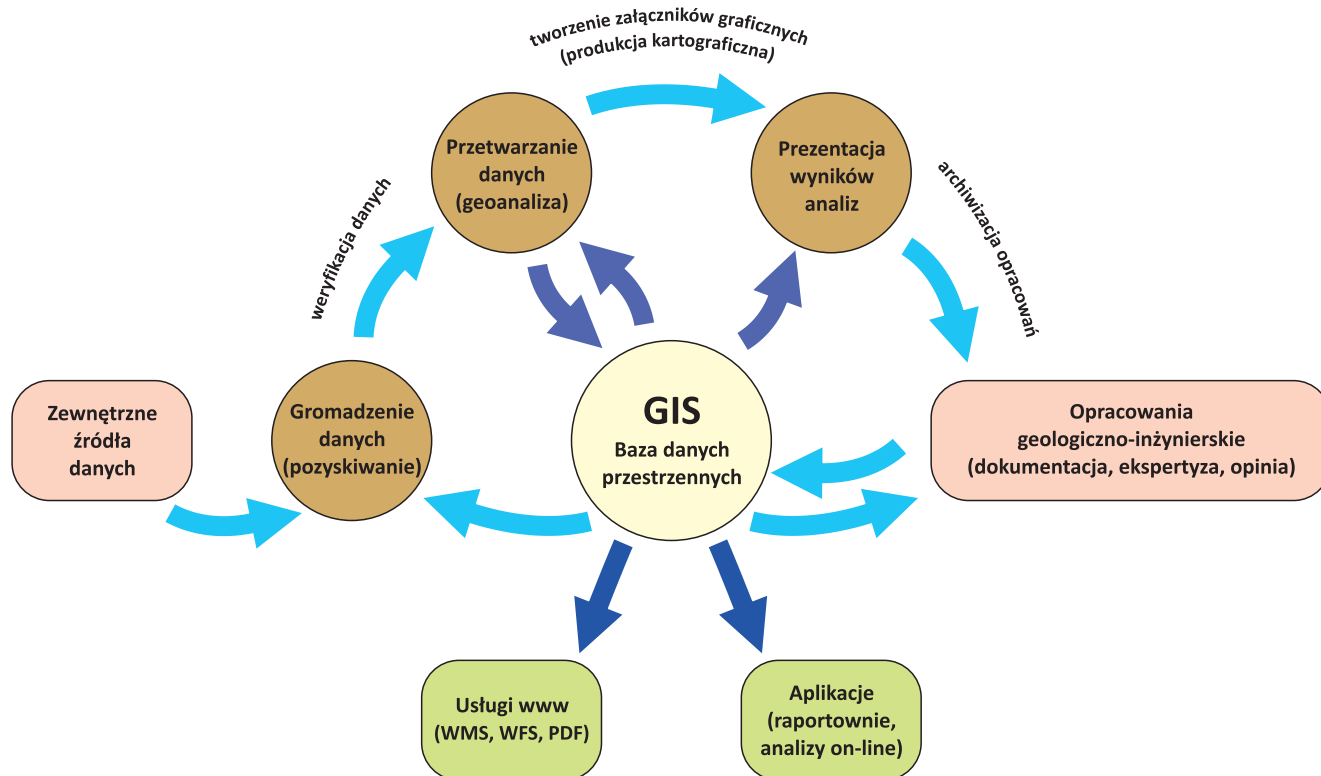 tworzenie załączników graficznych
(produkcja kartograficzna)
Przetwarzanie
danych
(geoanaliza)
Prezentacja
wyników
analiz
weryfikacja danych
archiwizacja opracowań
Zewnętrzne
źródła
danych
Gromadzenie
danych
(pozyskiwanie)
GIS
Baza danych
przestrzennych
Opracowania
geologiczno-inżynierskie
(dokumentacja, ekspertyza, opinia)
Usługi www
(WMS, WFS, PDF)
Aplikacje
(raportownie,
analizy on-line)